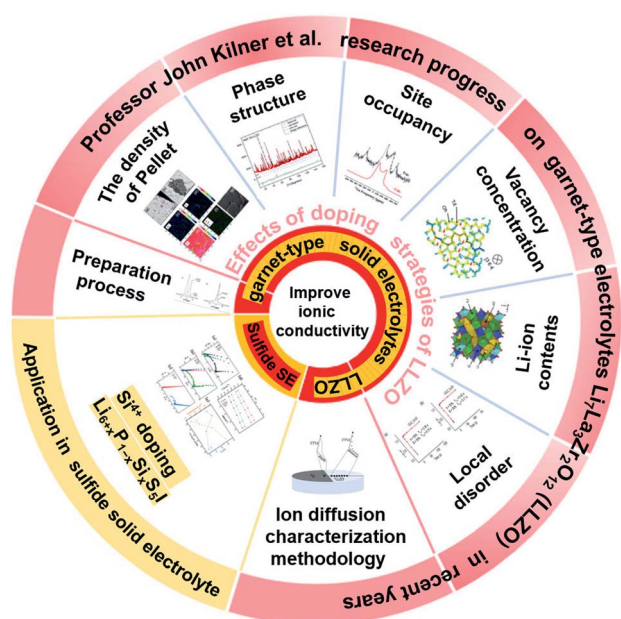 Professor John Kilner et al. research progress on garnet-type electrolytes Li₇La₃Zr₂O₁₂ (LLZO) in recent years
Application in sulfide solid electrolyte
Preparation
process
The density
of Pellet
Phase
structure
Site
occupancy
Vacancy
concentration
Li-ion
contents
Local
disorder
Ion diffusion
characterization
methodology
Si⁴⁺ doping
Li₆₊ₓP₁₋ₓSiₓS₅I
Effects of doping strategies of LLZO
garnet-type solid electrolytes
LLZO
Sulfide SE
Improve
ionic
conductivity